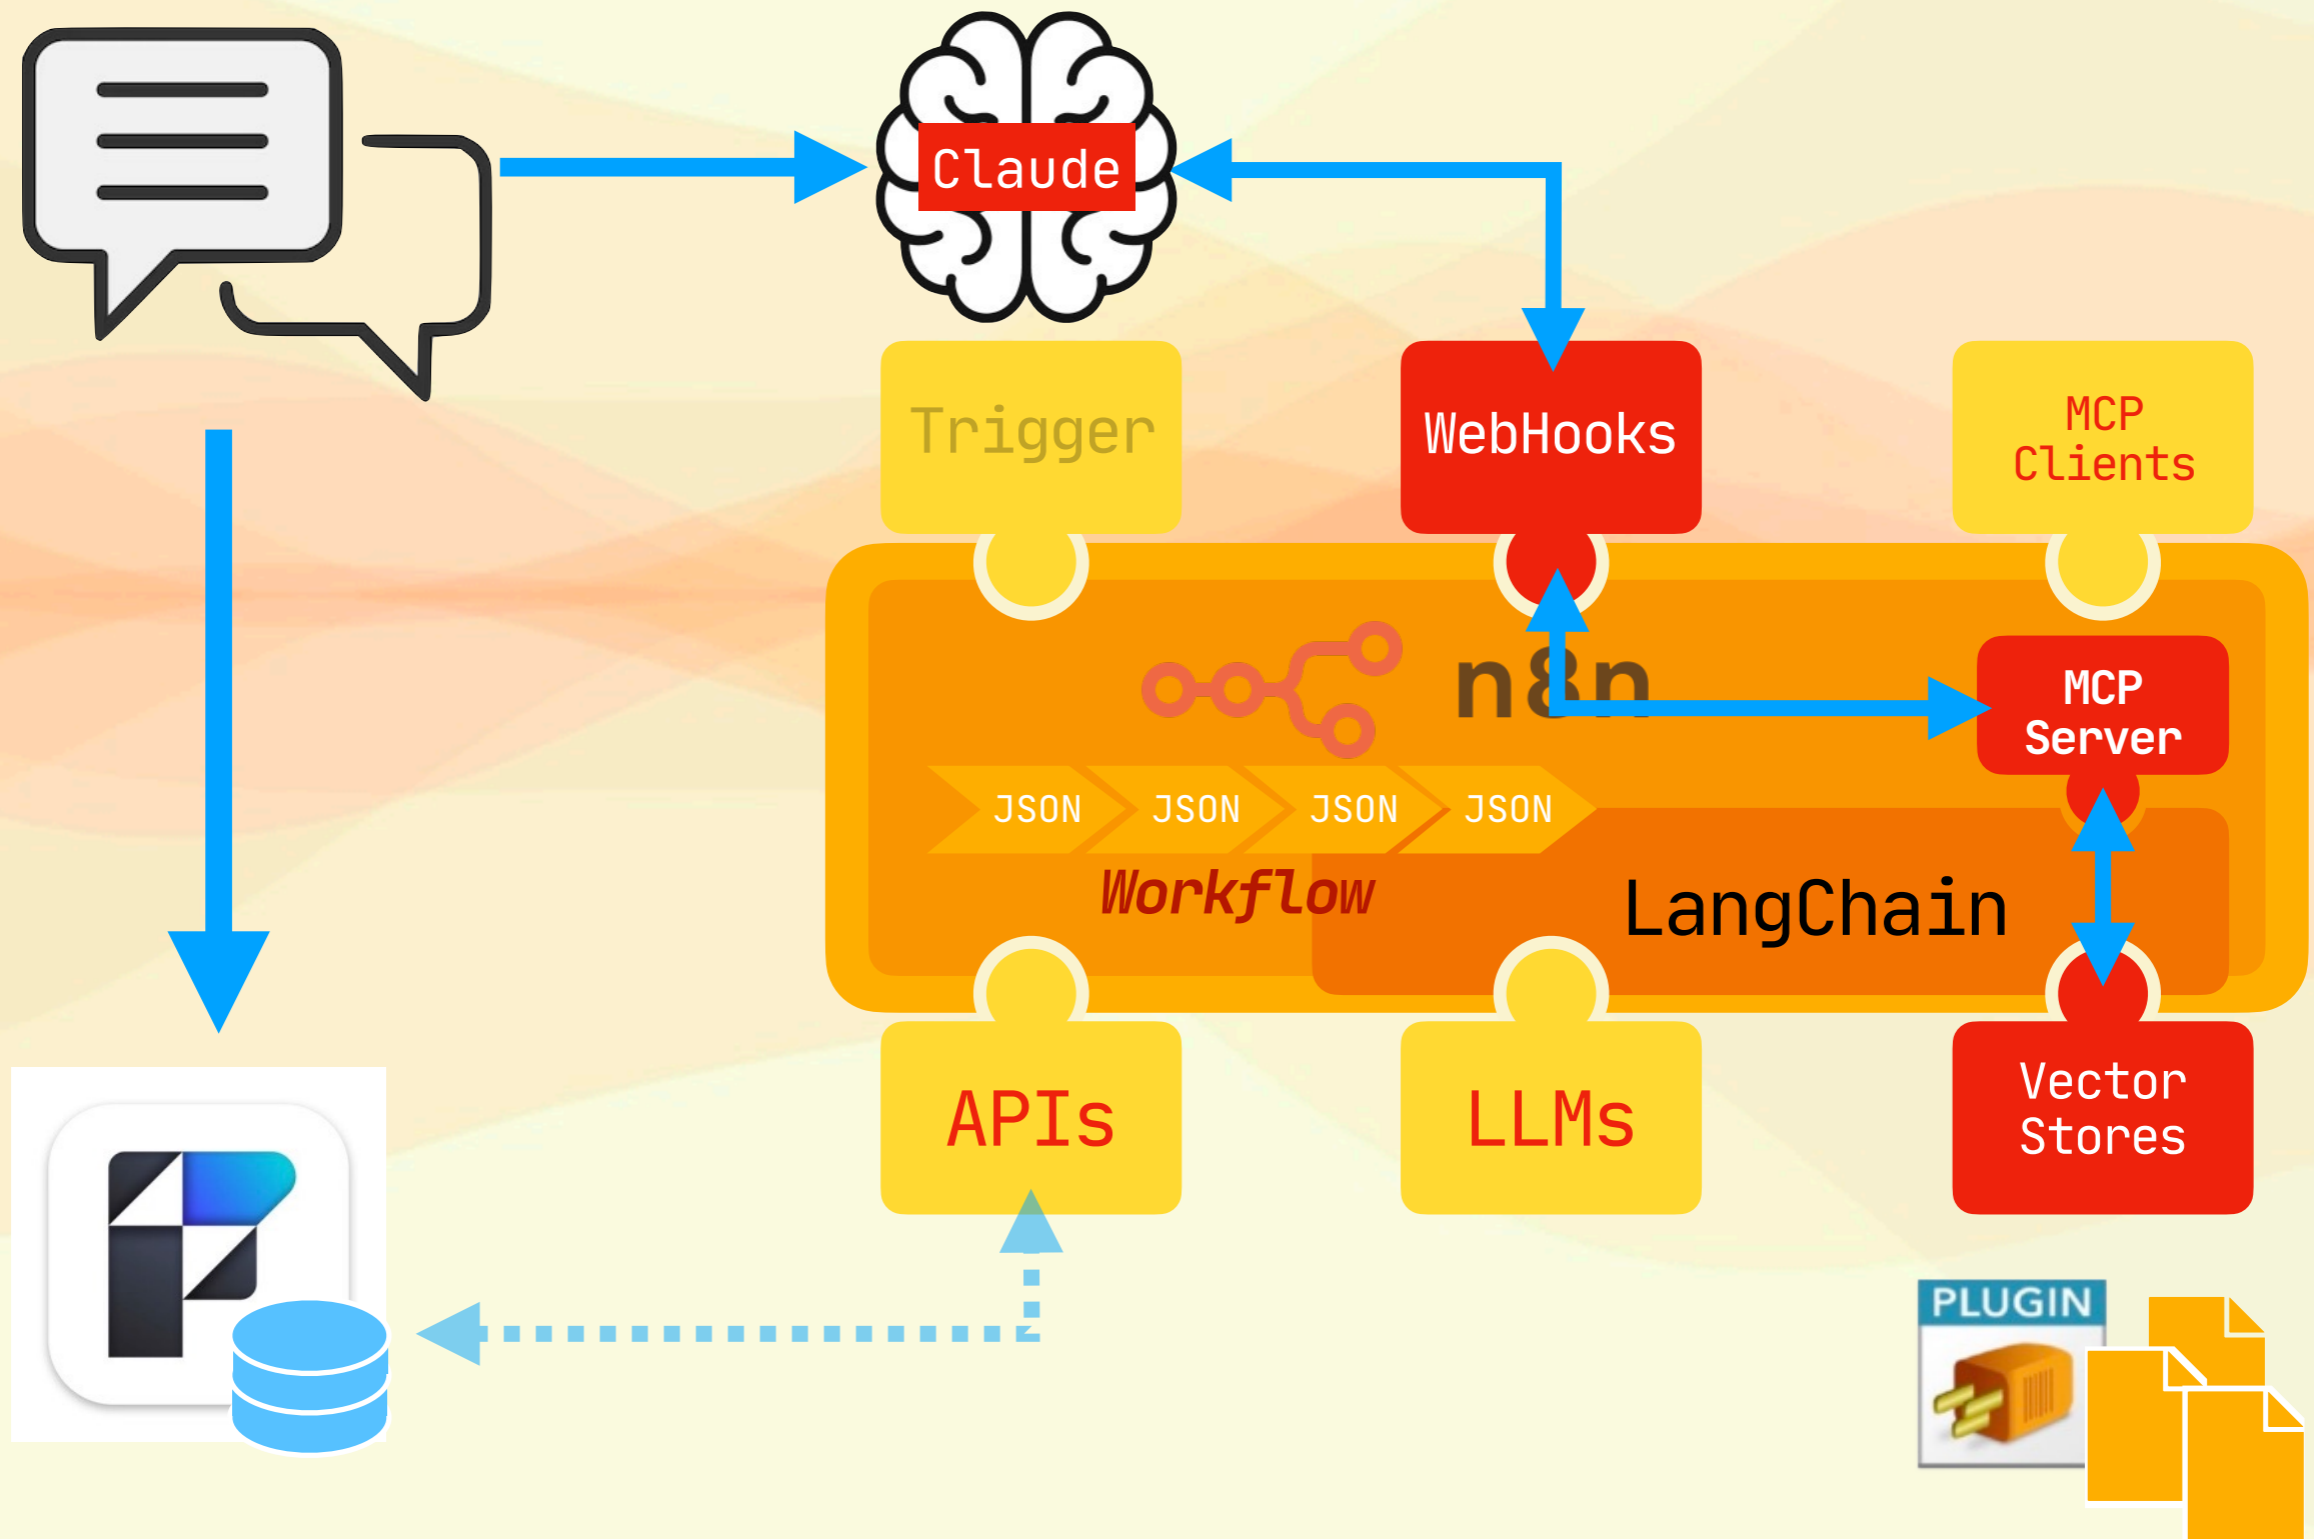 Claude
Trigger
WebHooks
MCP
Clients
n8n
MCP
Server
JSON
JSON
JSON
JSON
Workflow
LangChain
APIs
LLMs
Vector
Stores
PLUGIN